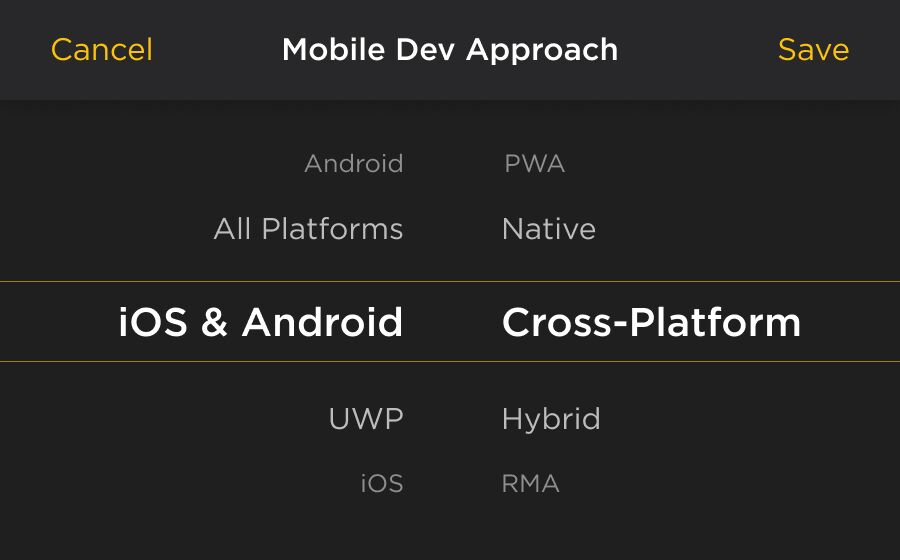 Cancel Mobile Dev Approach Save
Android PWA
All Platforms Native
iOS & Android Cross-Platform
UWP Hybrid
iOS RMA